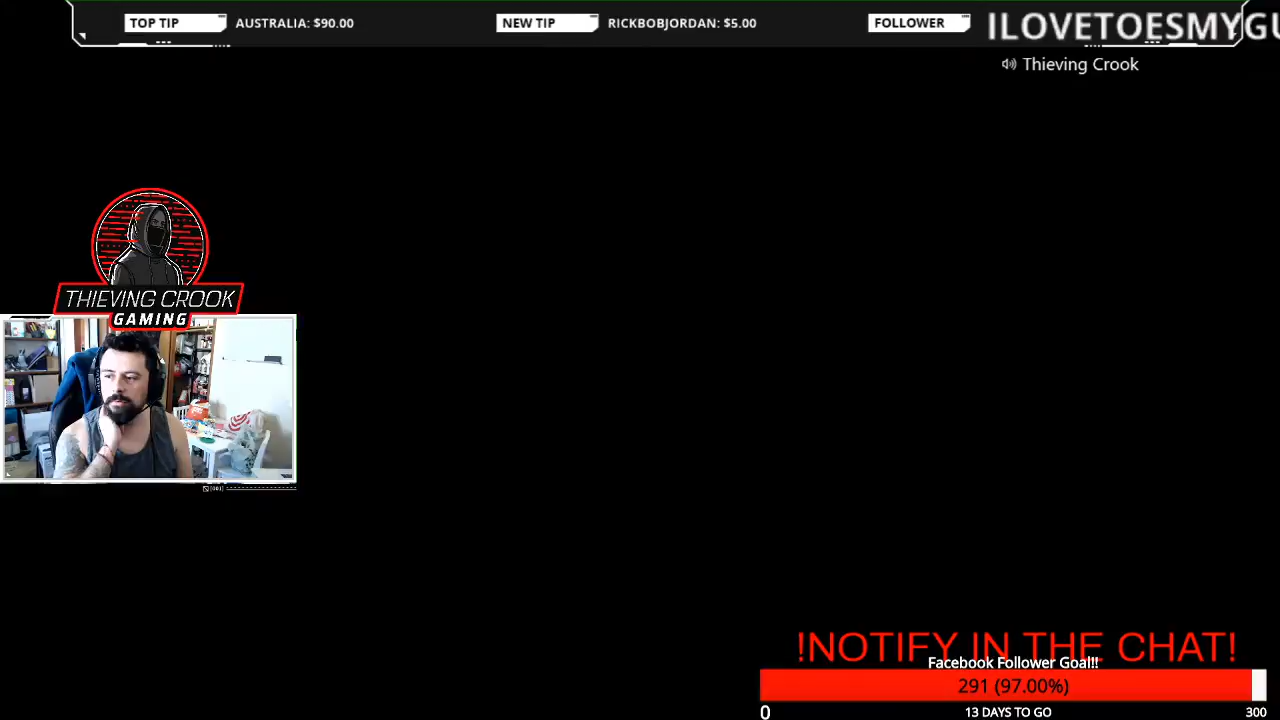 TOP TIP
AUSTRALIA: $90.00
NEW TIP
RICKBOBJORDAN: $5.00
FOLLOWER
ILOVETOESMYGU
Thieving Crook
THIEVING CROOK
GAMING
!NOTIFY IN THE CHAT!
Facebook Follower Goal!!
291 (97.00%)
0
13 DAYS TO GO
300